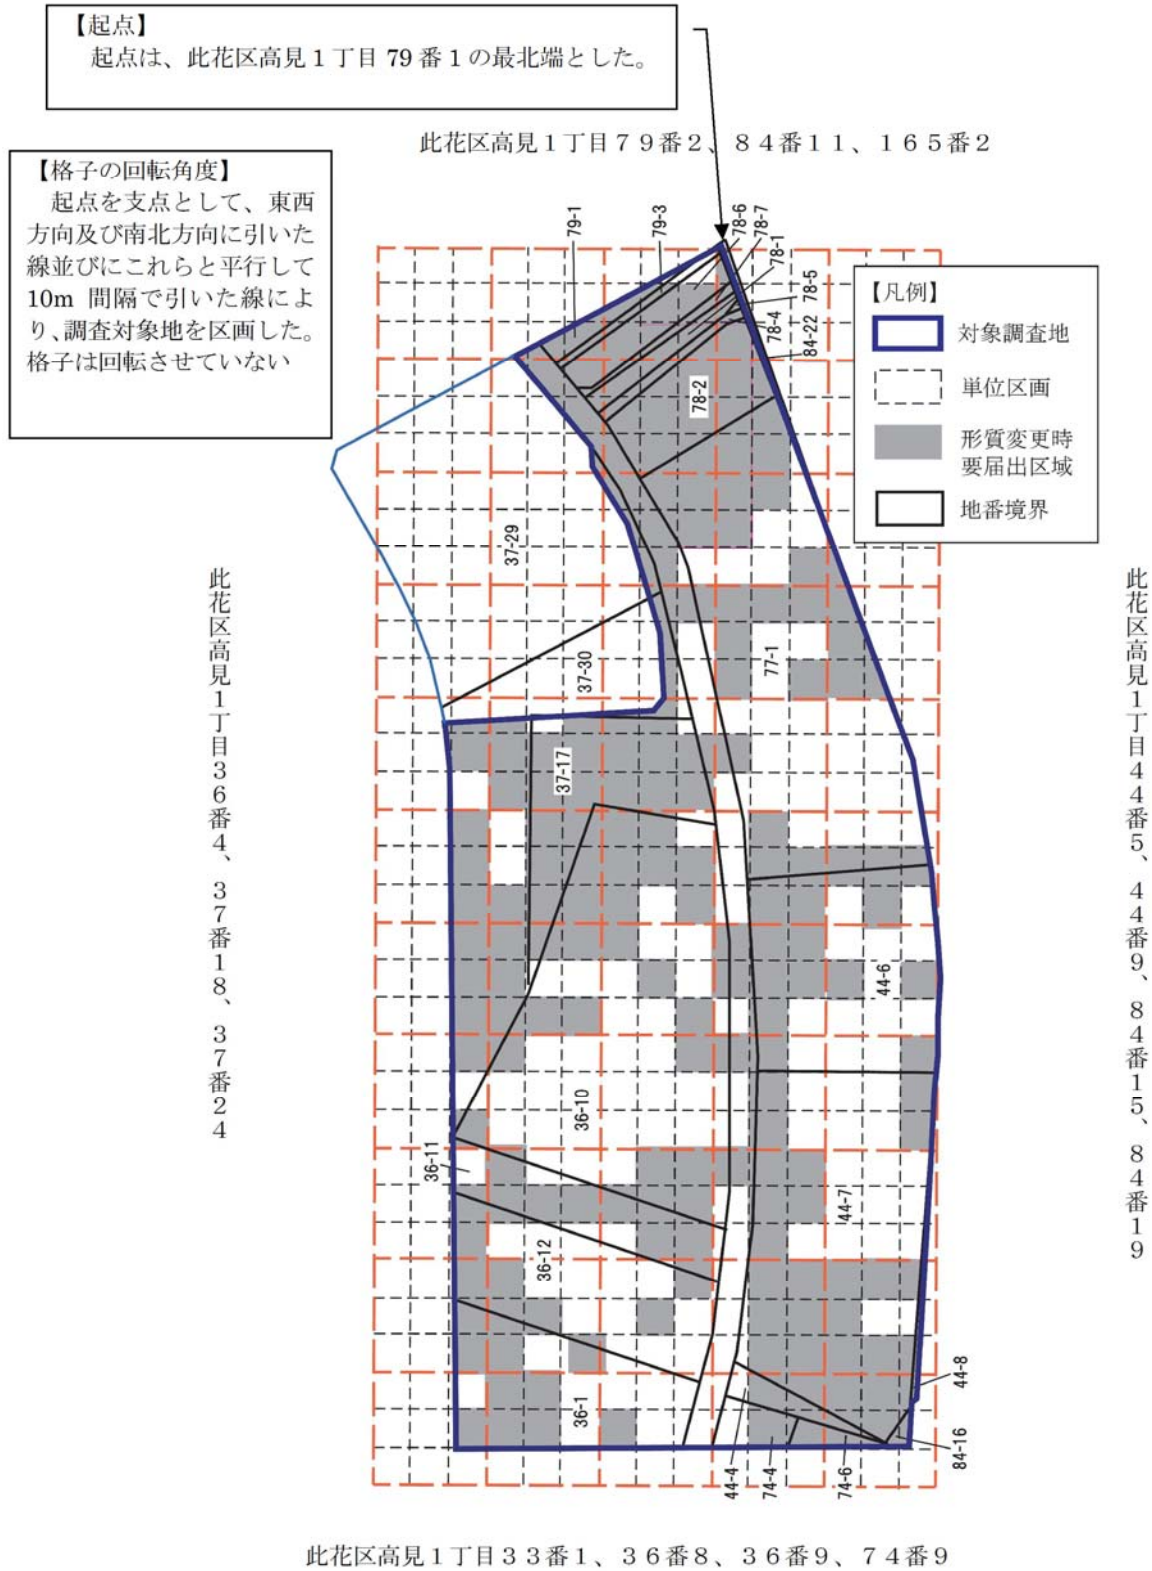 【起点】
起点は、此花区高見１丁目 79 番１の最北端とした。
此花区高見１丁目７９番２、８４番１１、１６５番２
【格子の回転角度】
起点を支点として、東西
方向及び南北方向に引いた
線並びにこれらと平行して
10m 間隔で引いた線によ
り、調査対象地を区画した。
格子は回転させていない
79-1
79-3
78-6
78-7
78-1
78-5
78-4
84-22
78-2
【凡例】
対象調査地
単位区画
形質変更時
要届出区域
地番境界
37-29
37-30
77-1
37-17
44-6
36-10
36-11
44-7
36-12
36-1
44-8
84-16
44-4
74-4
74-6
此花区高見１丁目３６番４、３７番１８、３７番２４
此花区高見１丁目４４番５、４４番９、８４番１５、８４番１９
此花区高見１丁目３３番１、３６番８、３６番９、７４番９